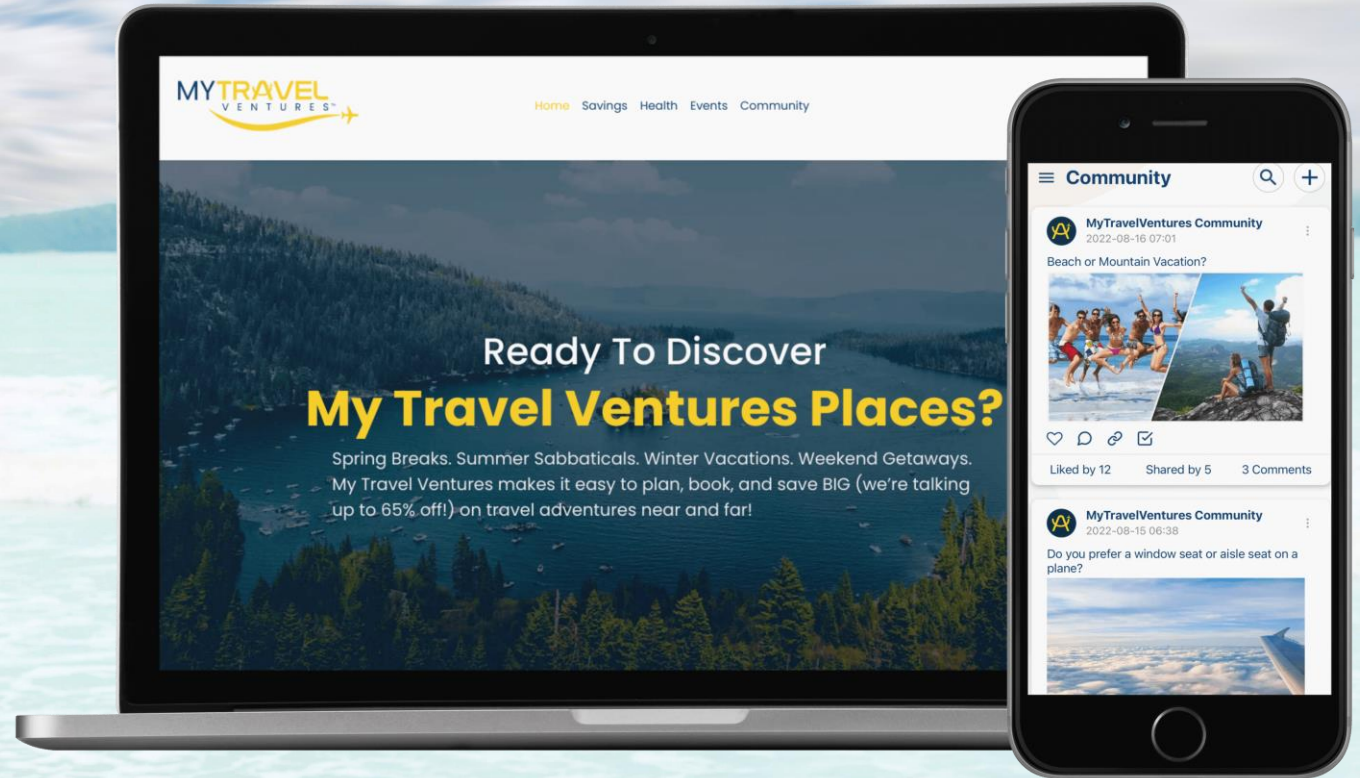 MYTRAVEL
VENTURES™
Home Savings Health Events Community
Ready To Discover
My Travel Ventures Places?
Spring Breaks. Summer Sabbaticals. Winter Vacations. Weekend Getaways.
My Travel Ventures makes it easy to plan, book, and save BIG (we're talking
up to 65% off!) on travel adventures near and far!
Community
MyTravelVentures Community
2022-08-16 07:01
Beach or Mountain Vacation?
Liked by 12 Shared by 5 3 Comments
MyTravelVentures Community
2022-08-15 06:38
Do you prefer a window seat or aisle seat on a
plane?